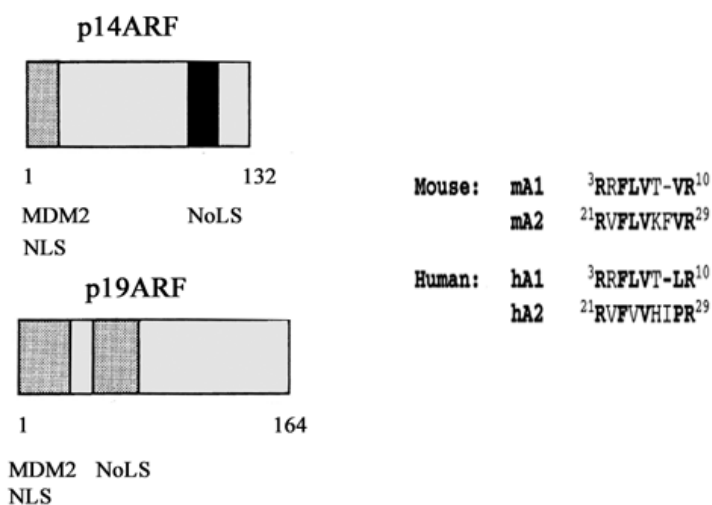 p14ARF
1 132
MDM2 NoLS
NLS
p19ARF
1 164
MDM2 NoLS
NLS
Mouse: mA1 ³RRFLVT-VR¹⁰
mA2 ²¹RVFLVKFVR²⁹
Human: hA1 ³RRFLVT-LR¹⁰
hA2 ²¹RVFVVHIPR²⁹